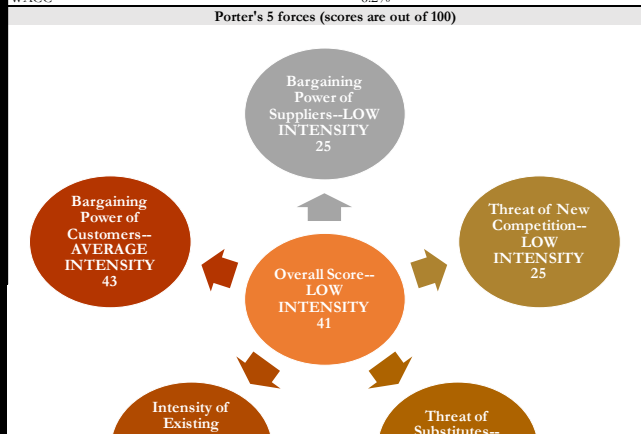 Porter's 5 forces (scores are out of 100)
Bargaining
Power of
Suppliers--LOW
INTENSITY
25
Bargaining
Power of
Customers--
AVERAGE
INTENSITY
43
Threat of New
Competition--
LOW
INTENSITY
25
Overall Score--
LOW
INTENSITY
41
Intensity of
Existing
Threat of
Substitutes--